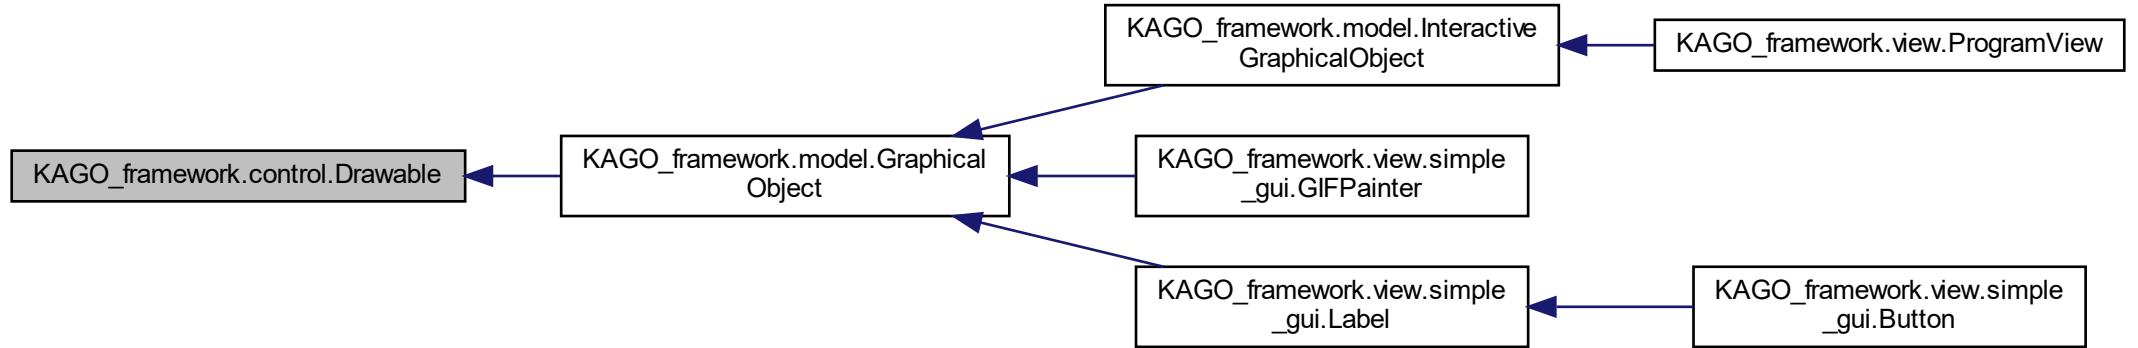 KAGO_framework.control.Drawable
KAGO_framework.model.Graphical
Object
KAGO_framework.model.Interactive
GraphicalObject
KAGO_framework.view.ProgramView
KAGO_framework.view.simple
_gui.GIFPainter
KAGO_framework.view.simple
_gui.Label
KAGO_framework.view.simple
_gui.Button